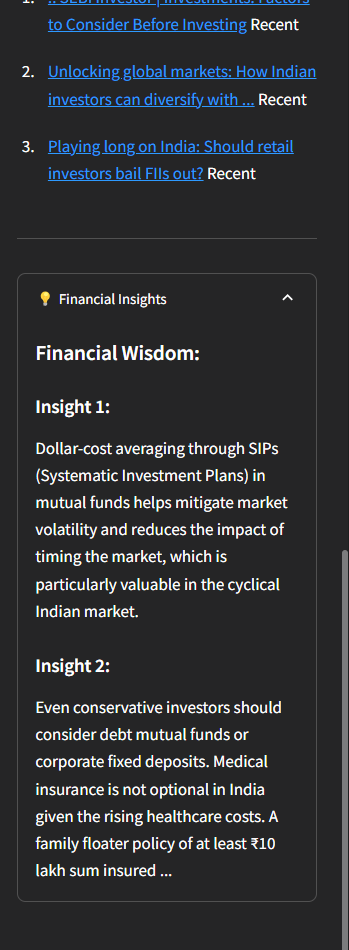 to Consider Before Investing Recent
2. Unlocking global markets: How Indian
investors can diversify with ... Recent
3. Playing long on India: Should retail
investors bail FIIs out? Recent
💡 Financial Insights
Financial Wisdom:
Insight 1:
Dollar-cost averaging through SIPs
(Systematic Investment Plans) in
mutual funds helps mitigate market
volatility and reduces the impact of
timing the market, which is
particularly valuable in the cyclical
Indian market.
Insight 2:
Even conservative investors should
consider debt mutual funds or
corporate fixed deposits. Medical
insurance is not optional in India
given the rising healthcare costs. A
family floater policy of at least ₹10
lakh sum insured ...